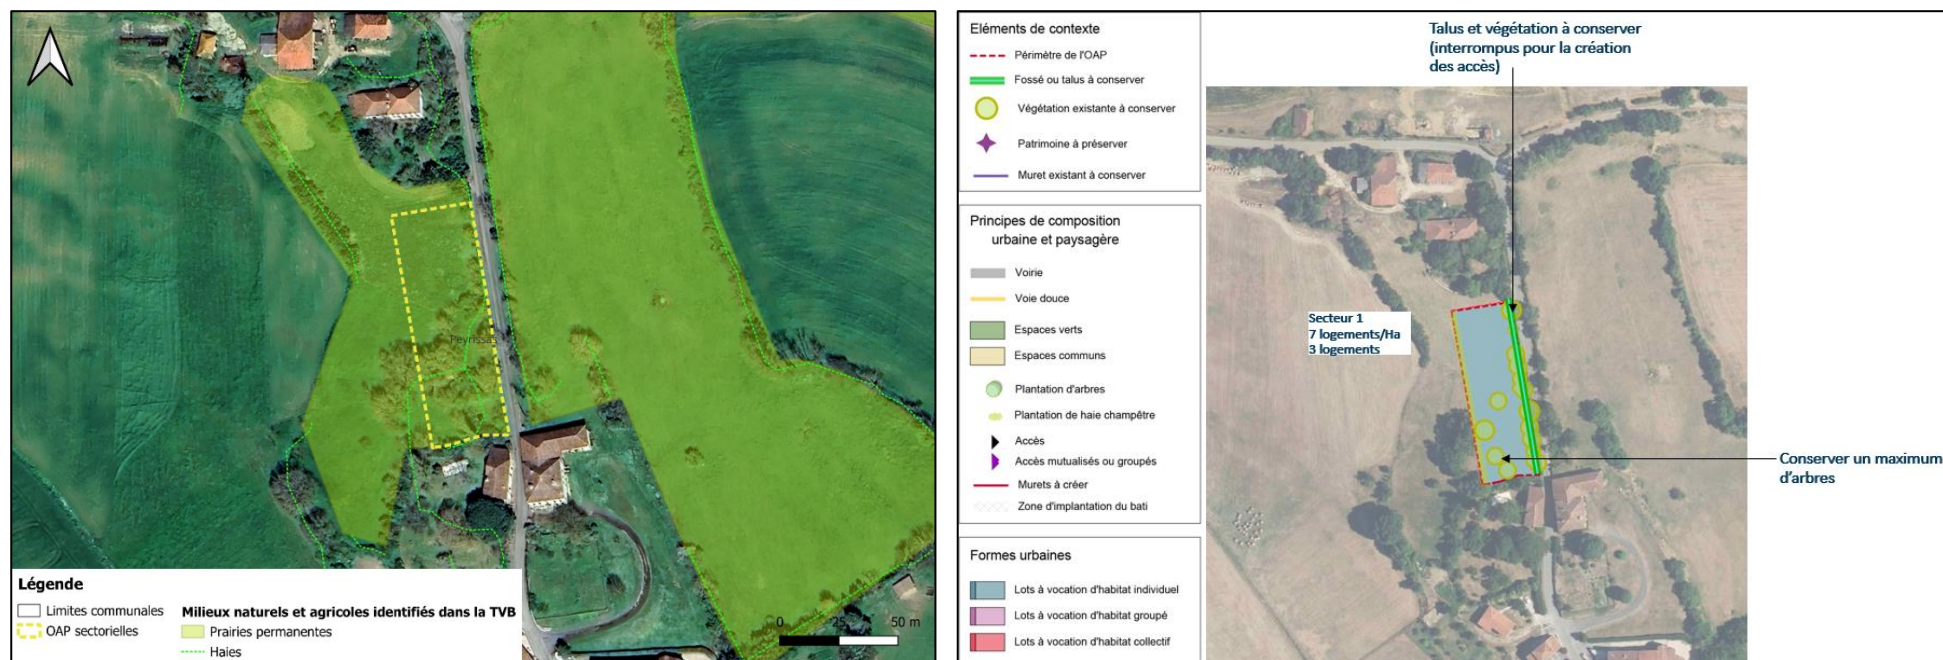 Peyrissas
Légende
Limites communales
OAP sectorielles
Milieux naturels et agricoles identifiés dans la TVB
Prairies permanentes
Haies
0 25 50 m
Eléments de contexte
Périmètre de l'OAP
Fossé ou talus à conserver
Végétation existante à conserver
Patrimoine à préserver
Muret existant à conserver
Principes de composition
urbaine et paysagère
Voirie
Voie douce
Espaces verts
Espaces communs
Plantation d'arbres
Plantation de haie champêtre
Accès
Accès mutualisés ou groupés
Murets à créer
Zone d'implantation du bati
Formes urbaines
Lots à vocation d'habitat individuel
Lots à vocation d'habitat groupé
Lots à vocation d'habitat collectif
Talus et végétation à conserver
(interrompus pour la création
des accès)
Secteur 1
7 logements/Ha
3 logements
Conserver un maximum
d'arbres